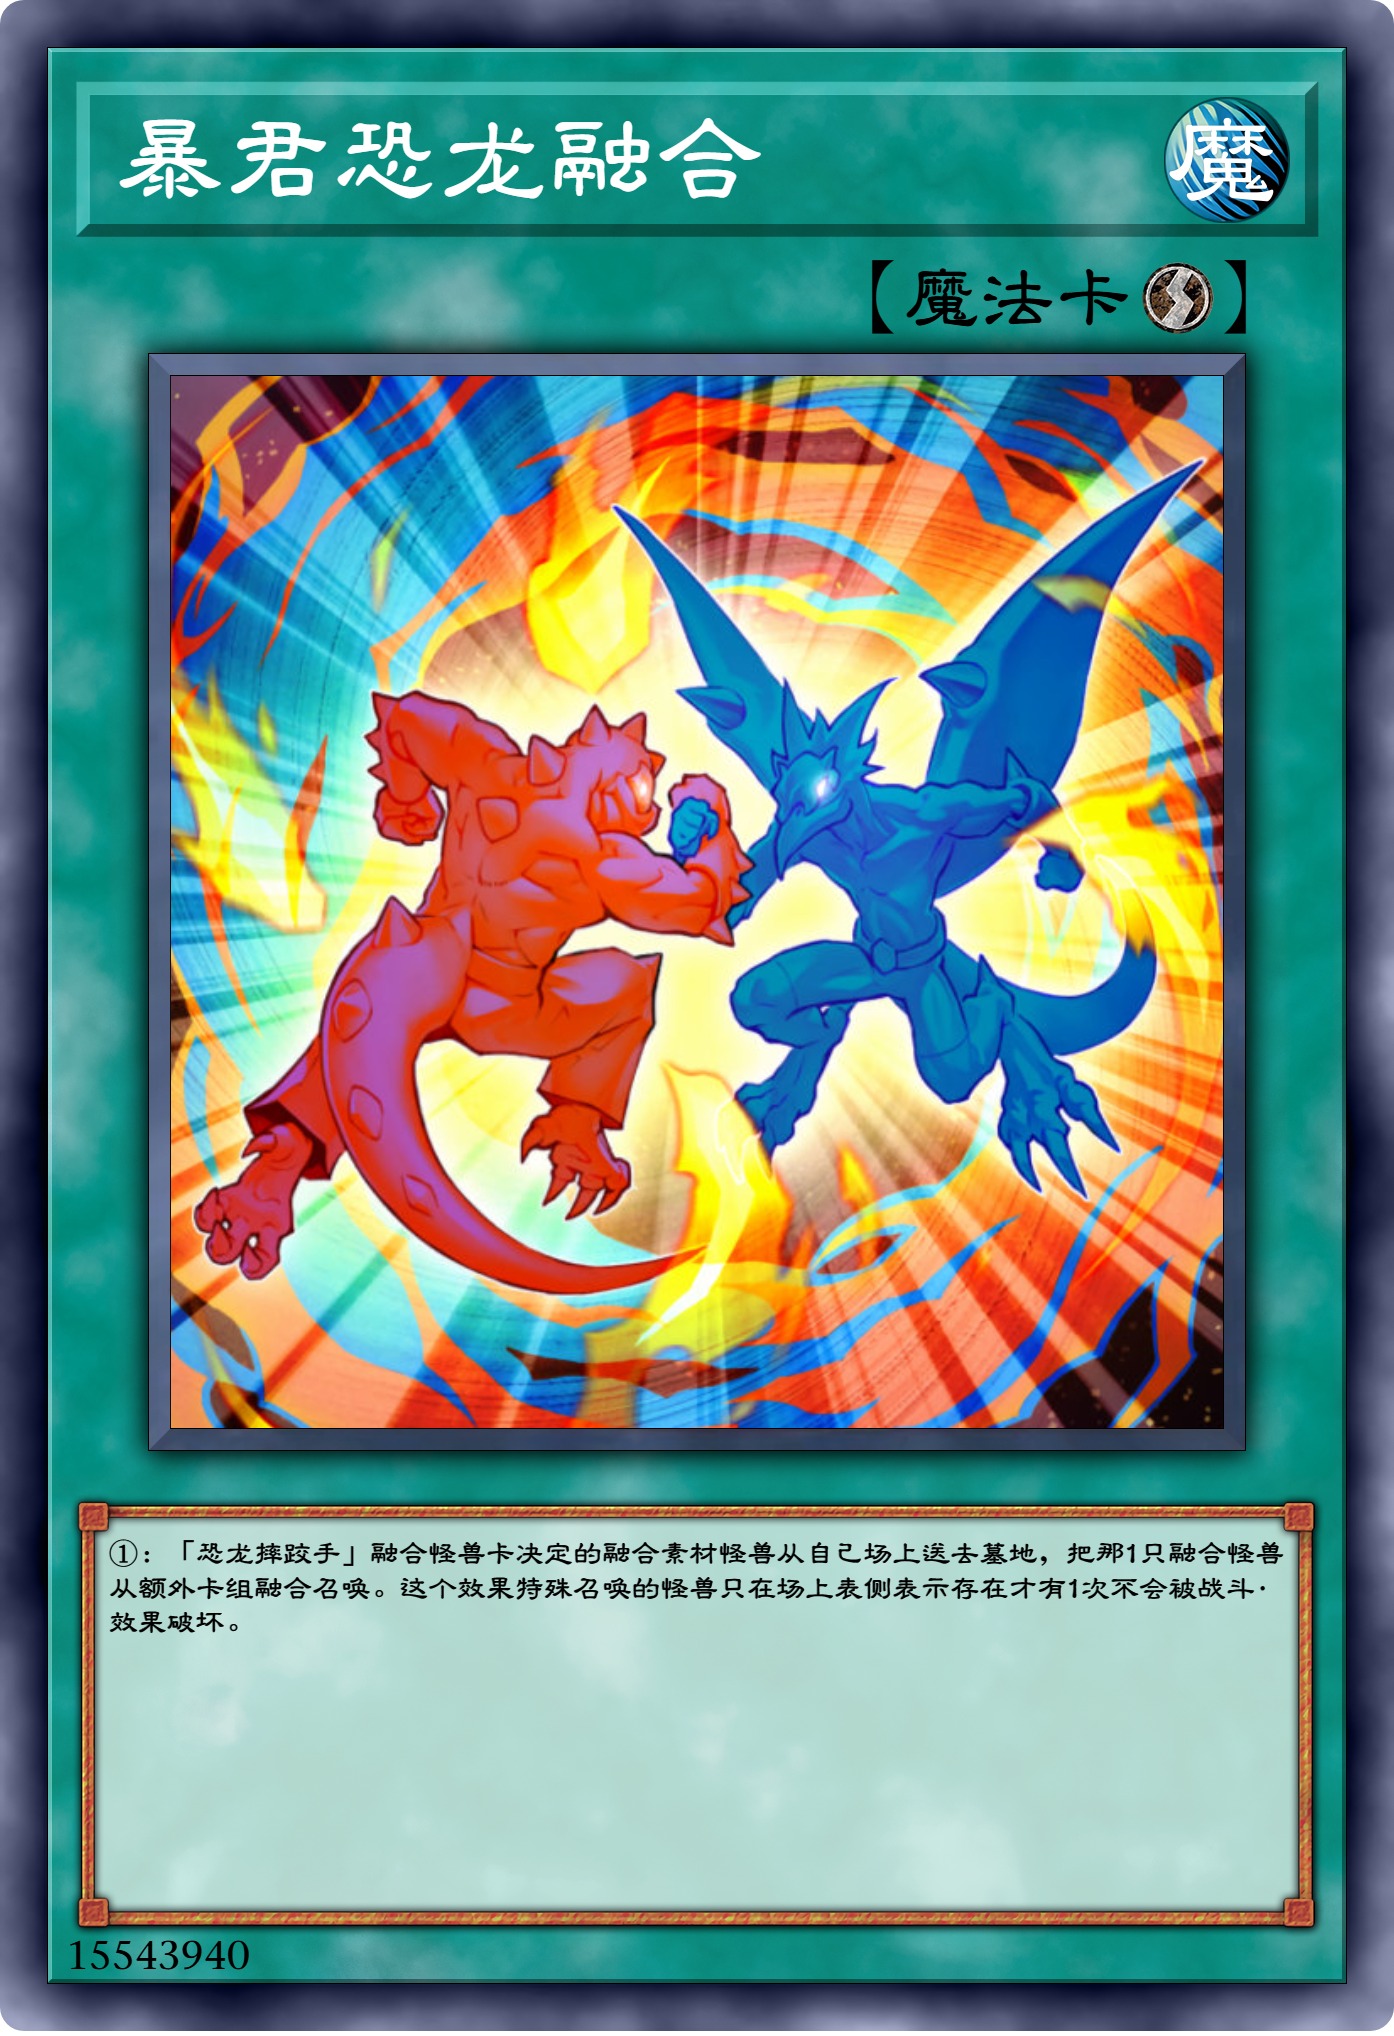 暴君恐龙融合
魔
【魔法卡】
①：「恐龙摔跤手」融合怪兽卡决定的融合素材怪兽从自己场上送去墓地，把那1只融合怪兽
从额外卡组融合召唤。这个效果特殊召唤的怪兽只在场上表侧表示存在才有1次不会被战斗·
效果破坏。
15543940